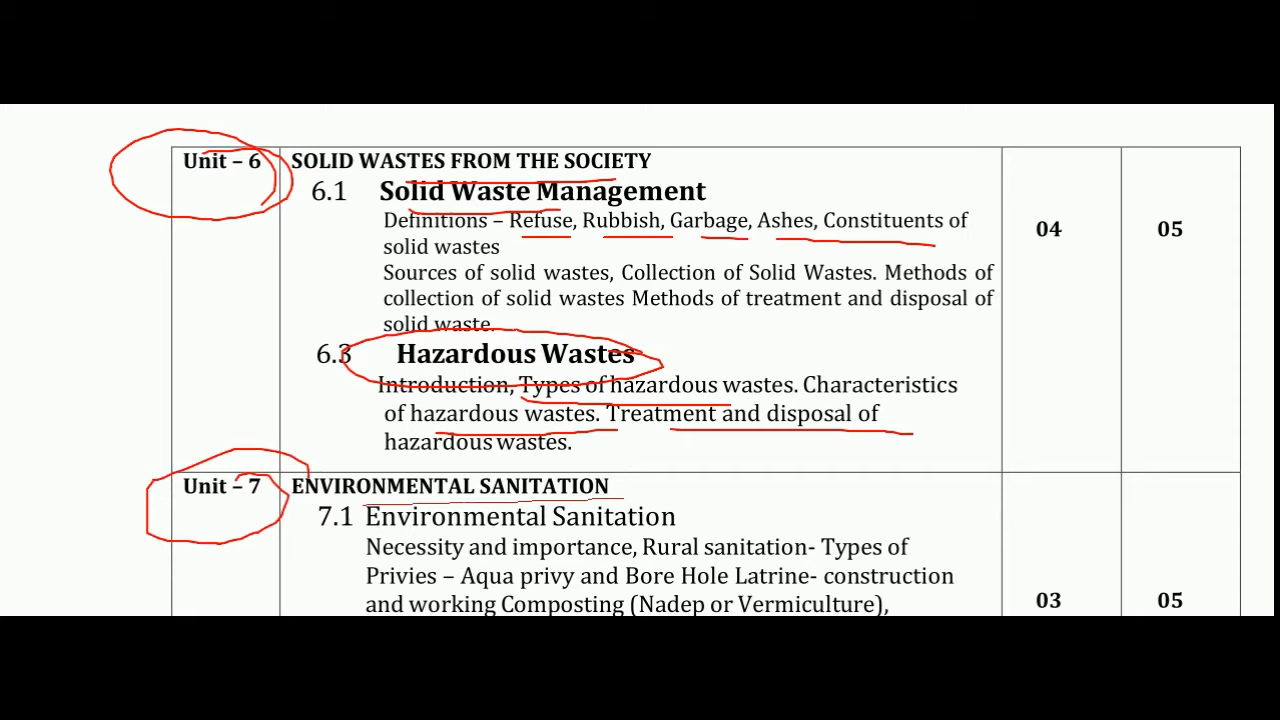 Unit – 6 SOLID WASTES FROM THE SOCIETY
6.1 Solid Waste Management
Definitions – Refuse, Rubbish, Garbage, Ashes, Constituents of
04 05
solid wastes
Sources of solid wastes, Collection of Solid Wastes. Methods of
collection of solid wastes Methods of treatment and disposal of
solid waste.
6.3 Hazardous Wastes
Introduction, Types of hazardous wastes. Characteristics
of hazardous wastes. Treatment and disposal of
hazardous wastes.
Unit – 7 ENVIRONMENTAL SANITATION
7.1 Environmental Sanitation
Necessity and importance, Rural sanitation- Types of
Privies – Aqua privy and Bore Hole Latrine- construction
and working Composting (Nadep or Vermiculture),
03 05